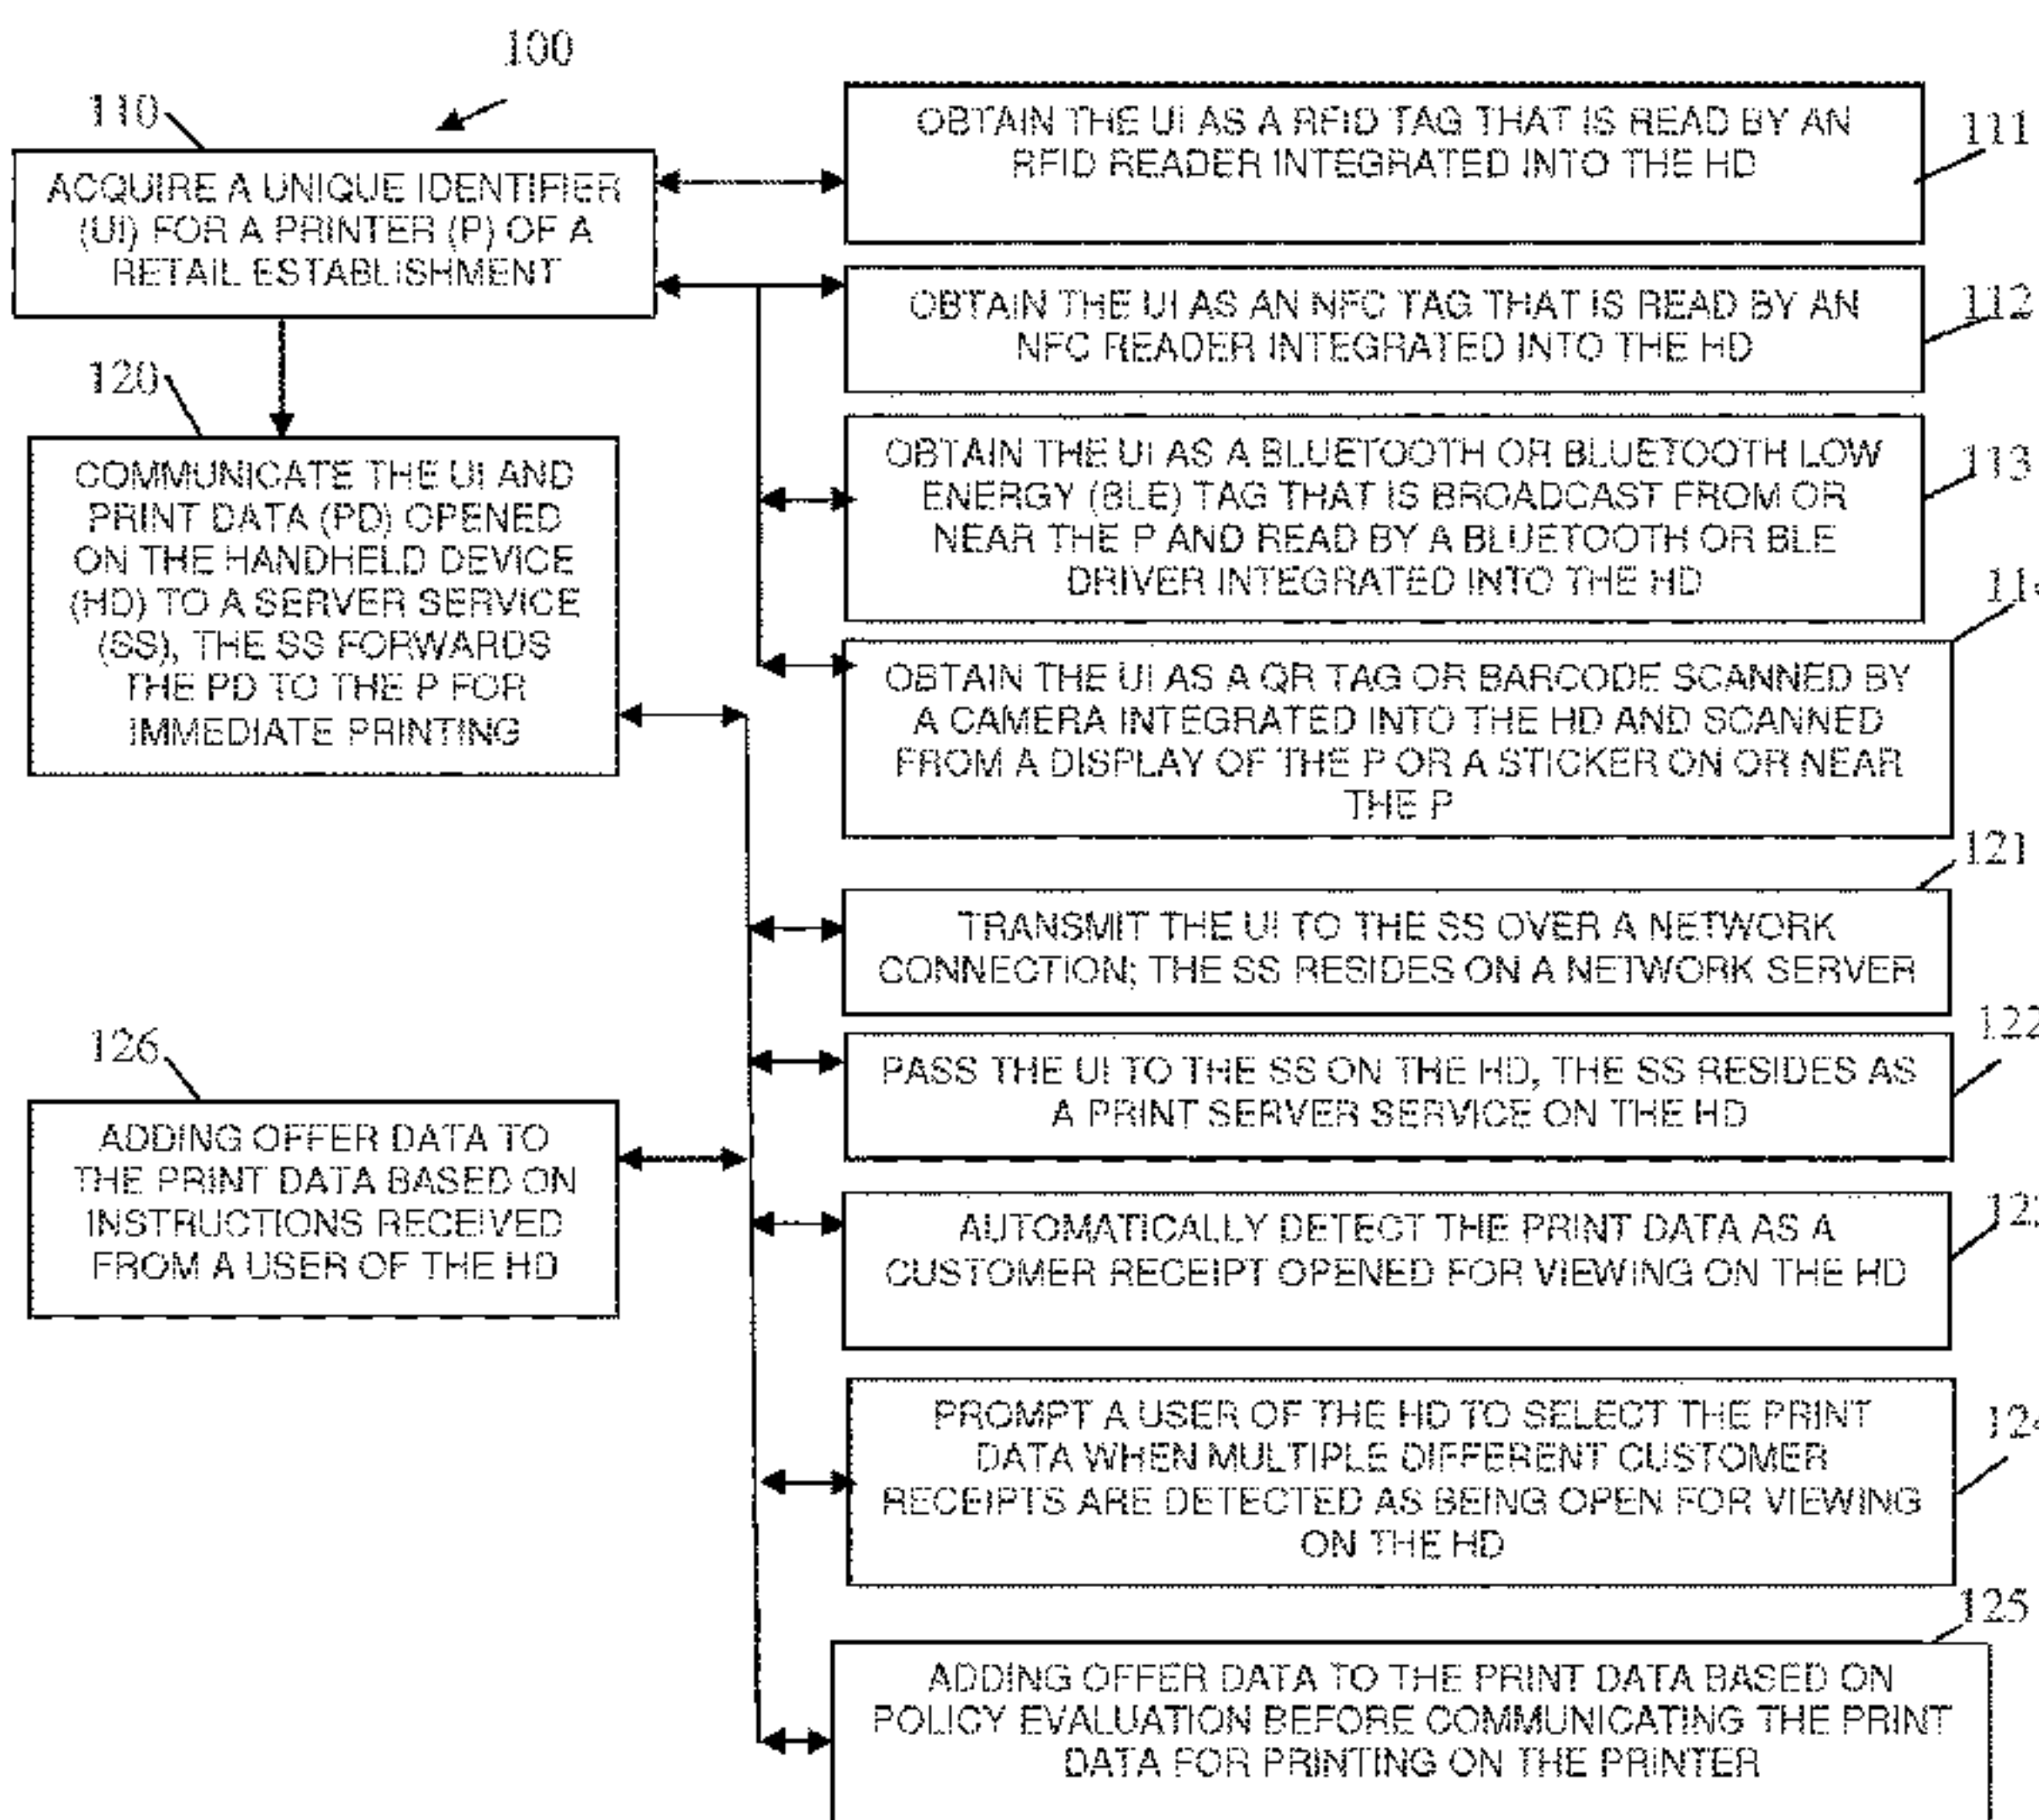 100
110
ACQUIRE A UNIQUE IDENTIFIER
(UI) FOR A PRINTER (P) OF A
RETAIL ESTABLISHMENT
OBTAIN THE UI AS A RFID TAG THAT IS READ BY AN
RFID READER INTEGRATED INTO THE HD
111
OBTAIN THE UI AS AN NFC TAG THAT IS READ BY AN
NFC READER INTEGRATED INTO THE HD
112
120
COMMUNICATE THE UI AND
PRINT DATA (PD) OPENED
ON THE HANDHELD DEVICE
(HD) TO A SERVER SERVICE
(SS), THE SS FORWARDS
THE PD TO THE P FOR
IMMEDIATE PRINTING
OBTAIN THE UI AS A BLUETOOTH OR BLUETOOTH LOW
ENERGY (BLE) TAG THAT IS BROADCAST FROM OR
NEAR THE P AND READ BY A BLUETOOTH OR BLE
DRIVER INTEGRATED INTO THE HD
113
OBTAIN THE UI AS A QR TAG OR BARCODE SCANNED BY
A CAMERA INTEGRATED INTO THE HD AND SCANNED
FROM A DISPLAY OF THE P OR A STICKER ON OR NEAR
THE P
121
TRANSMIT THE UI TO THE SS OVER A NETWORK
CONNECTION; THE SS RESIDES ON A NETWORK SERVER
122
PASS THE UI TO THE SS ON THE HD, THE SS RESIDES AS
A PRINT SERVER SERVICE ON THE HD
126
ADDING OFFER DATA TO
THE PRINT DATA BASED ON
INSTRUCTIONS RECEIVED
FROM A USER OF THE HD
AUTOMATICALLY DETECT THE PRINT DATA AS A
CUSTOMER RECEIPT OPENED FOR VIEWING ON THE HD
PROMPT A USER OF THE HD TO SELECT THE PRINT
DATA WHEN MULTIPLE DIFFERENT CUSTOMER
RECEIPTS ARE DETECTED AS BEING OPEN FOR VIEWING
ON THE HD
125
ADDING OFFER DATA TO THE PRINT DATA BASED ON
POLICY EVALUATION BEFORE COMMUNICATING THE PRINT
DATA FOR PRINTING ON THE PRINTER